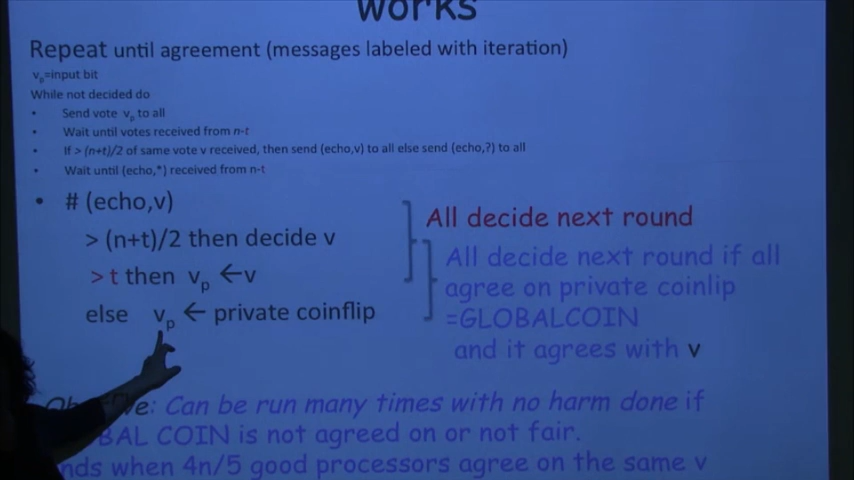 works
Repeat until agreement (messages labeled with iteration)
vp=input bit
While not decided do
• Send vote vp to all
• Wait until votes received from n-t
• If > (n+t)/2 of same vote v received, then send (echo,v) to all else send (echo,?) to all
• Wait until (echo,*) received from n-t
• # (echo,v)
> (n+t)/2 then decide v
> t then vp ←v
else vp ← private coinflip
All decide next round
All decide next round if all
agree on private coinlip
=GLOBALCOIN
and it agrees with v
Can be run many times with no harm done if
COIN is not agreed on or not fair.
when 4n/5 good processors agree on the same v